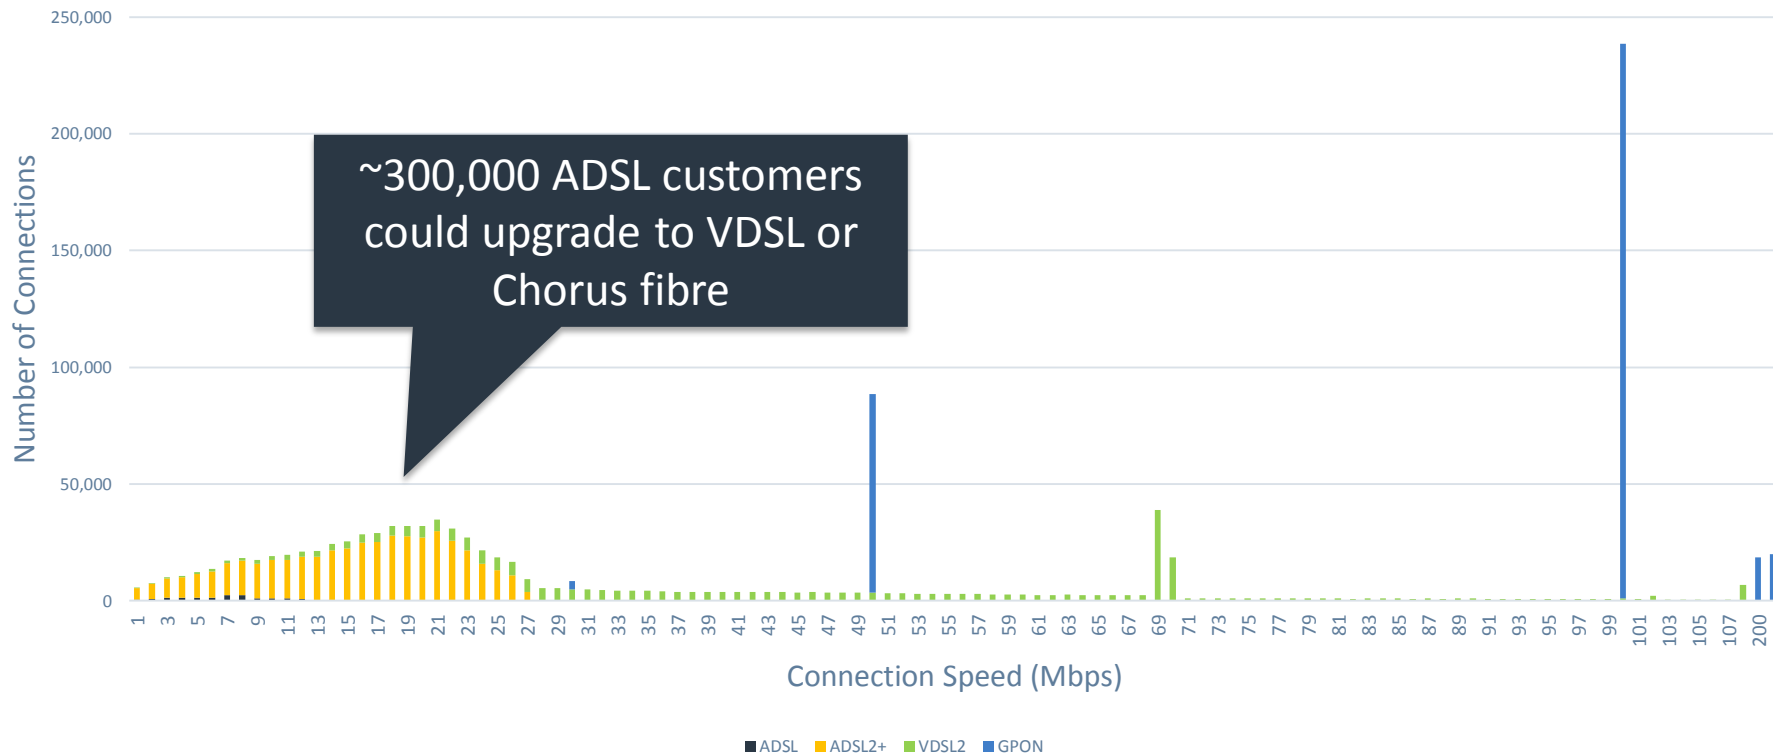 250,000
200,000
150,000
100,000
50,000
0
Number of Connections
~300,000 ADSL customers
could upgrade to VDSL or
Chorus fibre
1 3 5 7 9 11 13 15 17 19 21 23 25 27 29 31 33 35 37 39 41 43 45 47 49 51 53 55 57 59 61 63 65 67 69 71 73 75 77 79 81 83 85 87 89 91 93 95 97 99 101 103 105 107 200
Connection Speed (Mbps)
ADSL ADSL2+ VDSL2 GPON